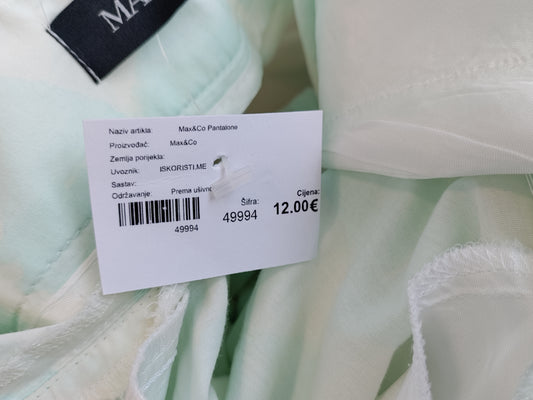 MA
Naziv artikla: Max&Co Pantalone
Proizvođač: Max&Co
Zemlja porijekla:
Uvoznik: ISKORISTI.ME
Sastav:
Održavanje: Prema ušivno
Šifra:
Cijena:
49994
12.00€
49994